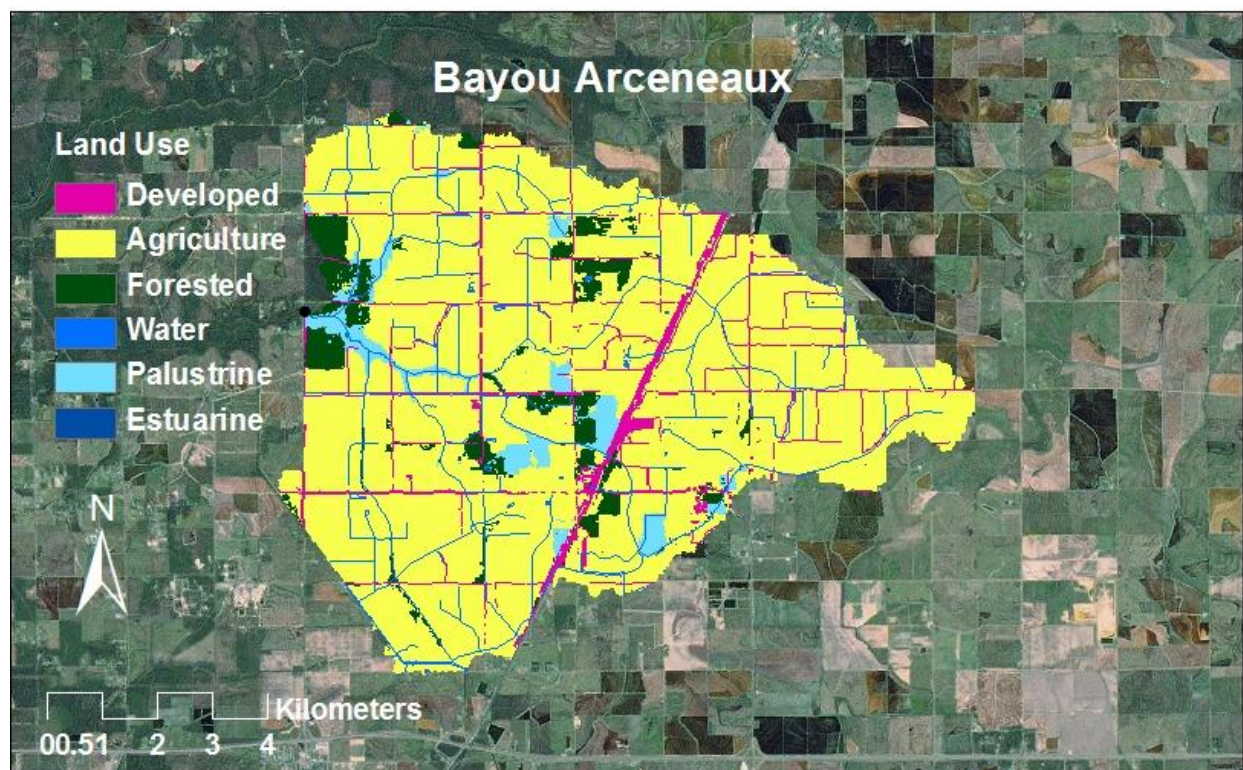 Bayou Arceneaux
Land Use
Developed
Agriculture
Forested
Water
Palustrine
Estuarine
N
Kilometers
00.51 2 3 4